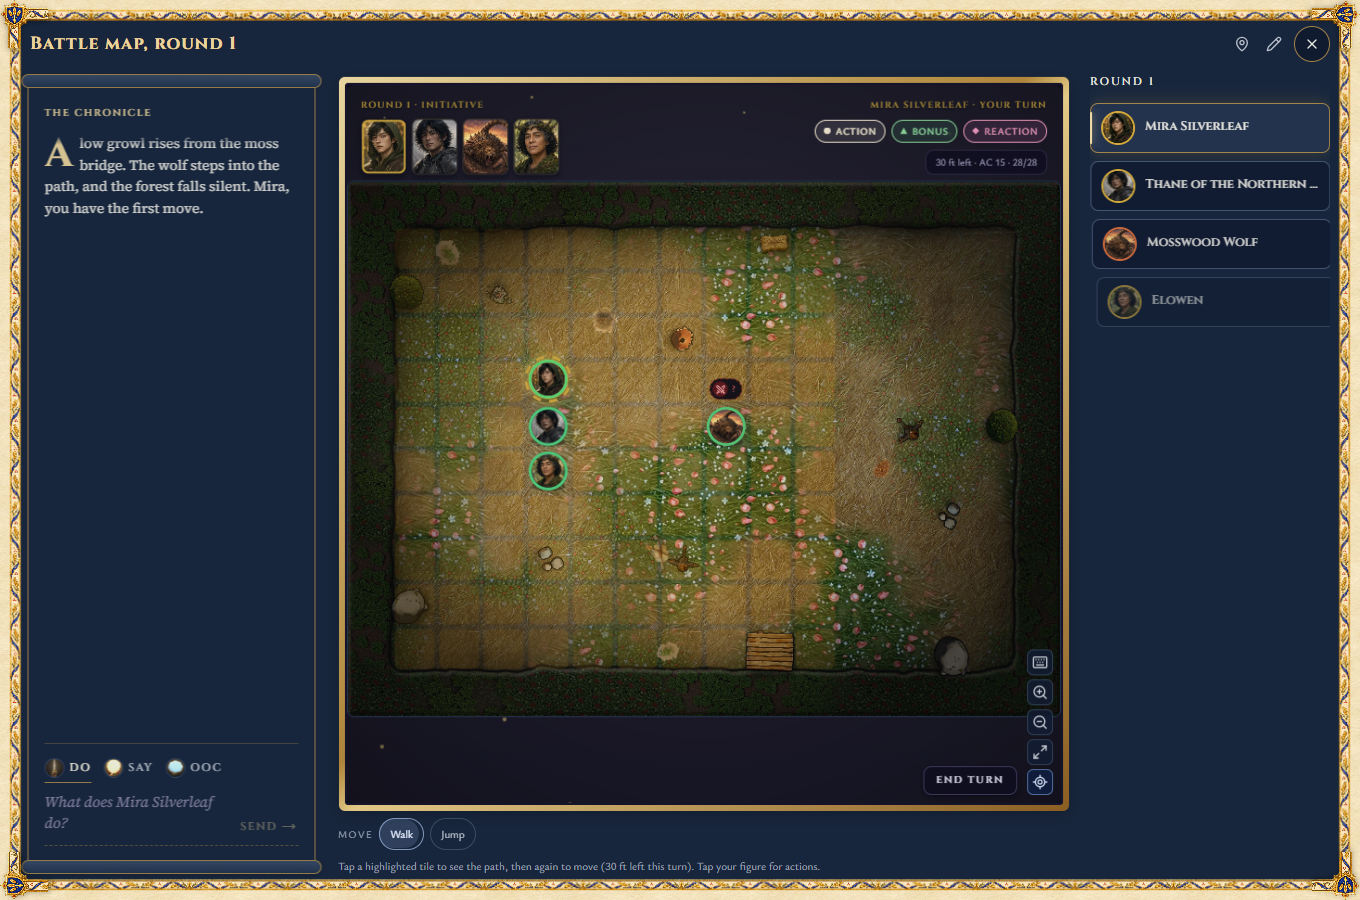 Battle map, round 1
THE CHRONICLE
A low growl rises from the moss
bridge. The wolf steps into the
path, and the forest falls silent. Mira,
you have the first move.
DO SAY OOC
What does Mira Silverleaf
do?
SEND →
ROUND 1 · INITIATIVE
MIRA SILVERLEAF · YOUR TURN
ACTION
BONUS
REACTION
30 ft left · AC 15 · 28/28
?
END TURN
MOVE Walk Jump
Tap a highlighted tile to see the path, then again to move (30 ft left this turn). Tap your figure for actions.
ROUND 1
Mira Silverleaf
Thane of the Northern ...
Mosswood Wolf
Elowen